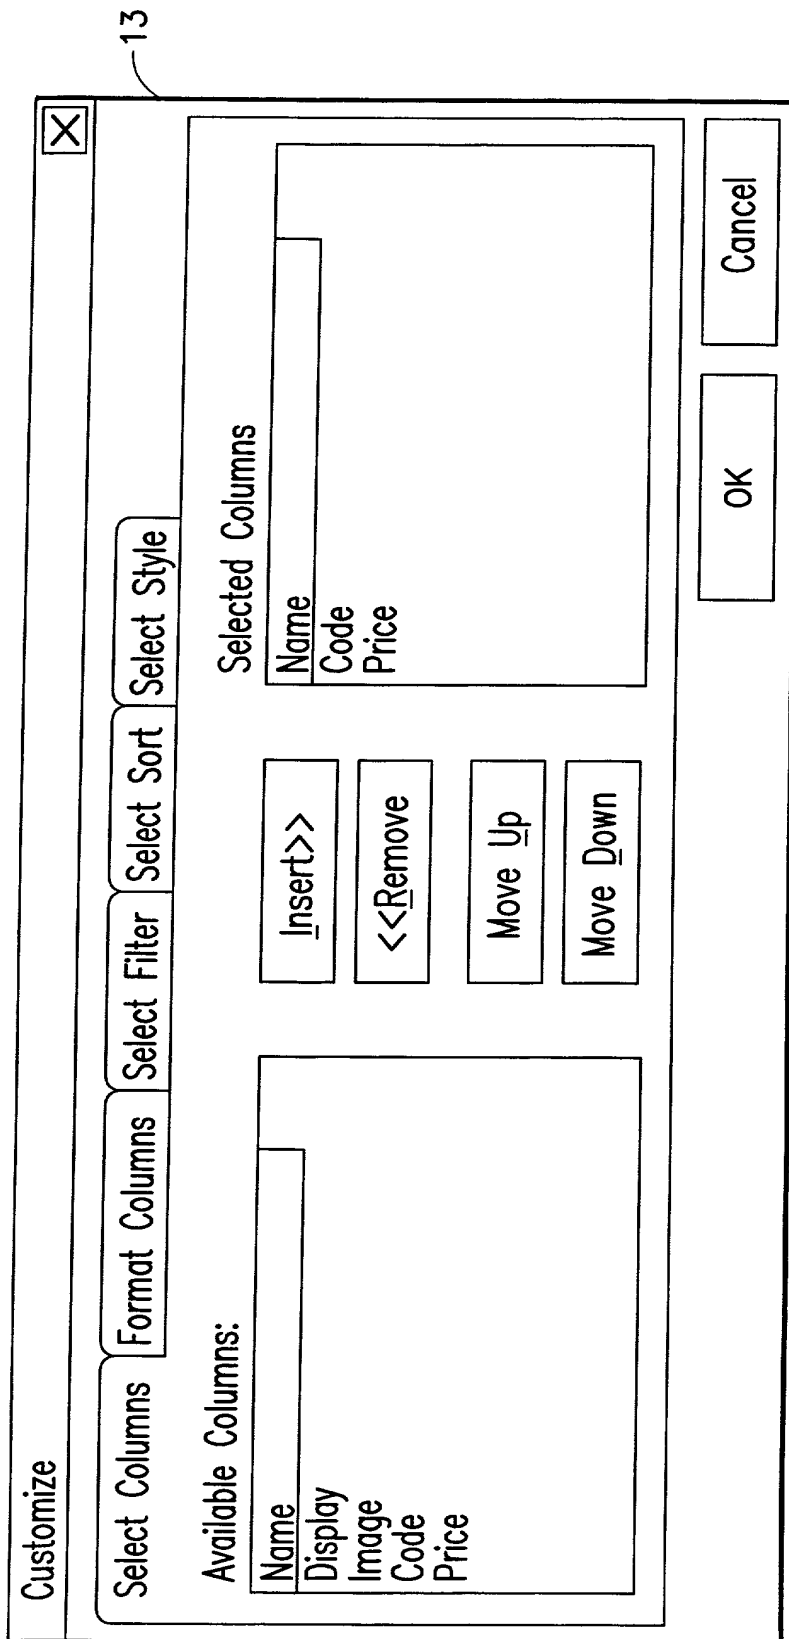 13
Customize
X
Select Columns
Format Columns
Select Filter
Select Sort
Select Style
Available Columns:
Name
Display
Image
Code
Price
Insert>>
<<Remove
Move Up
Move Down
Selected Columns
Name
Code
Price
OK
Cancel